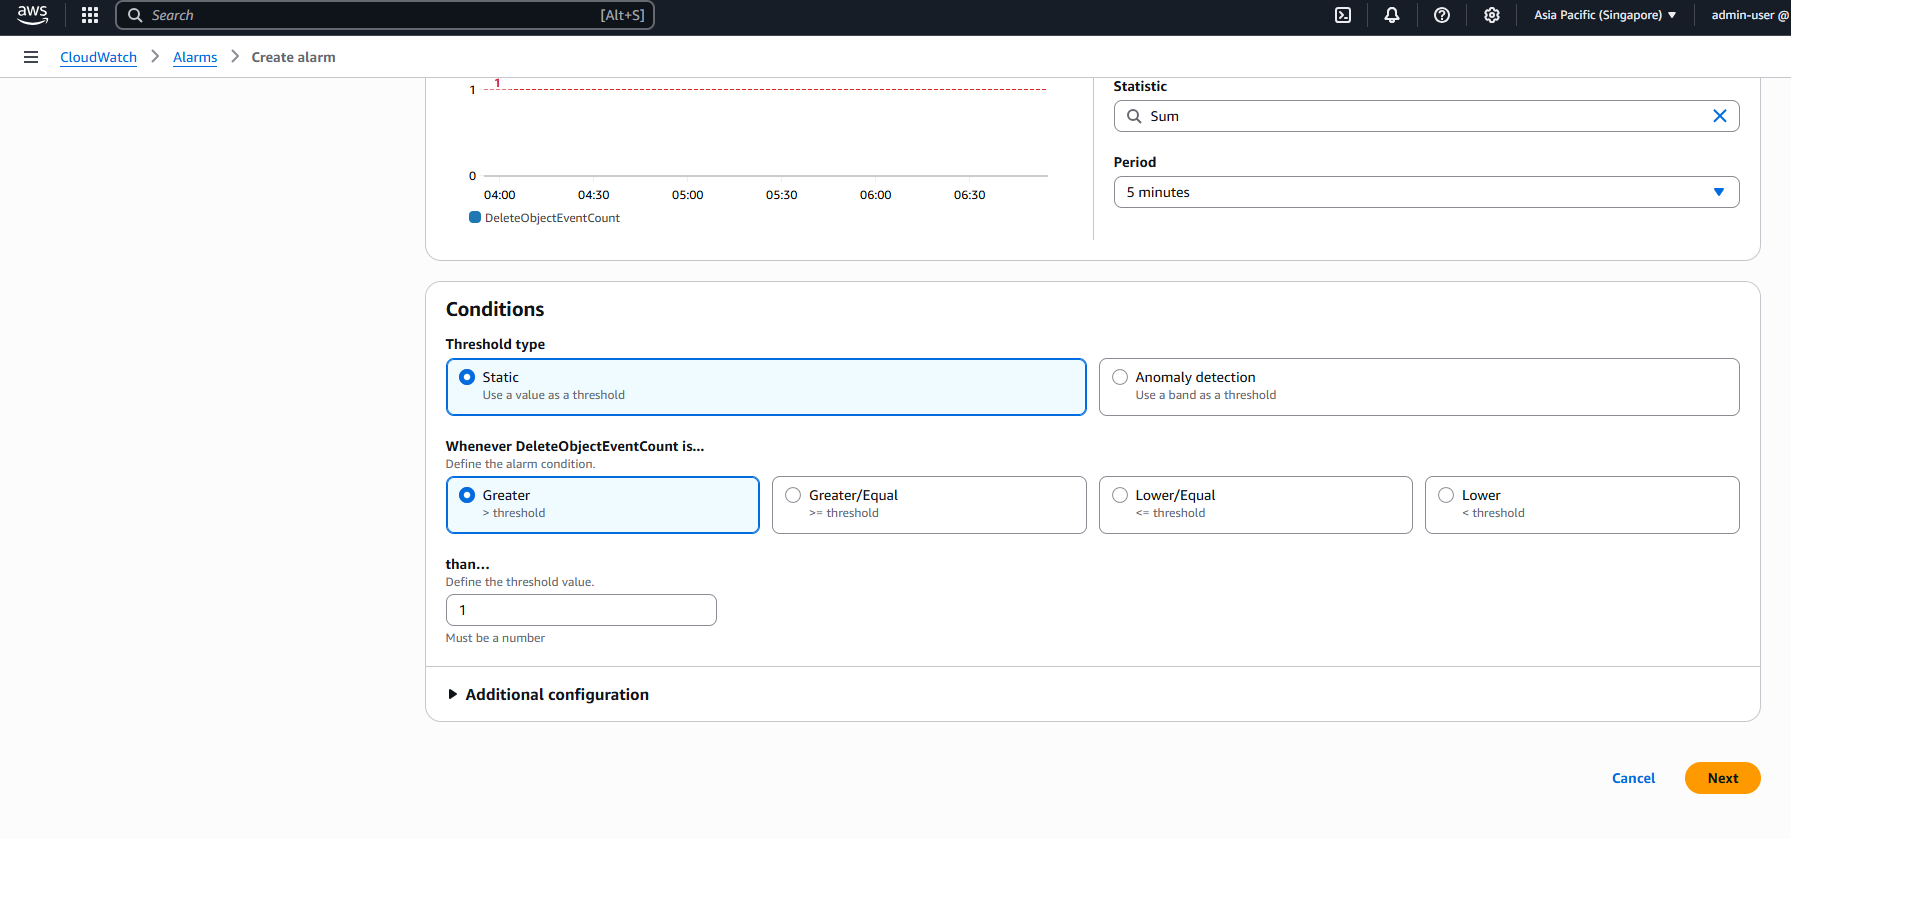 aws
Search [Alt+S]
Asia Pacific (Singapore)
admin-user @
CloudWatch
Alarms
Create alarm
1
1
0
04:00 04:30 05:00 05:30 06:00 06:30
DeleteObjectEventCount
Statistic
Sum
Period
5 minutes
Conditions
Threshold type
Static
Use a value as a threshold
Anomaly detection
Use a band as a threshold
Whenever DeleteObjectEventCount is...
Define the alarm condition.
Greater
> threshold
Greater/Equal
>= threshold
Lower/Equal
<= threshold
Lower
< threshold
than...
Define the threshold value.
1
Must be a number
Additional configuration
Cancel
Next